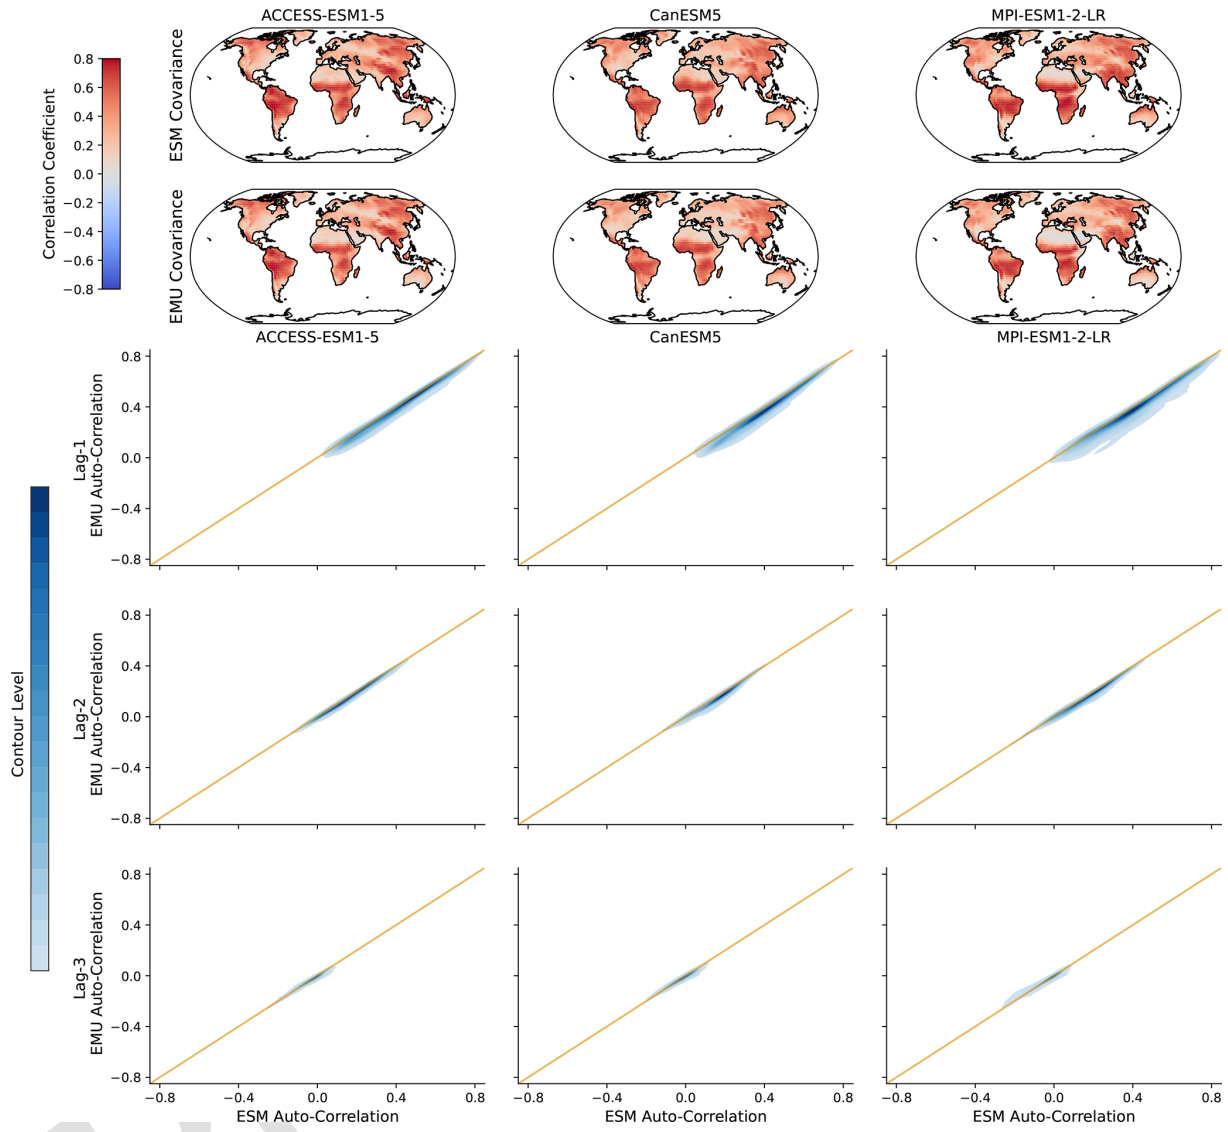 ACCESS-ESM1-5
CanESM5
MPI-ESM1-2-LR
Correlation Coefficient
0.8
0.6
0.4
0.2
0.0
−0.2
−0.4
−0.6
−0.8
ESM Covariance
EMU Covariance
ACCESS-ESM1-5
CanESM5
MPI-ESM1-2-LR
Contour Level
Lag-1
EMU Auto-Correlation
0.8
0.4
0.0
−0.4
−0.8
Lag-2
EMU Auto-Correlation
0.8
0.4
0.0
−0.4
−0.8
Lag-3
EMU Auto-Correlation
0.8
0.4
0.0
−0.4
−0.8
−0.8 −0.4 0.0 0.4 0.8
−0.8 −0.4 0.0 0.4 0.8
−0.8 −0.4 0.0 0.4 0.8
ESM Auto-Correlation
ESM Auto-Correlation
ESM Auto-Correlation